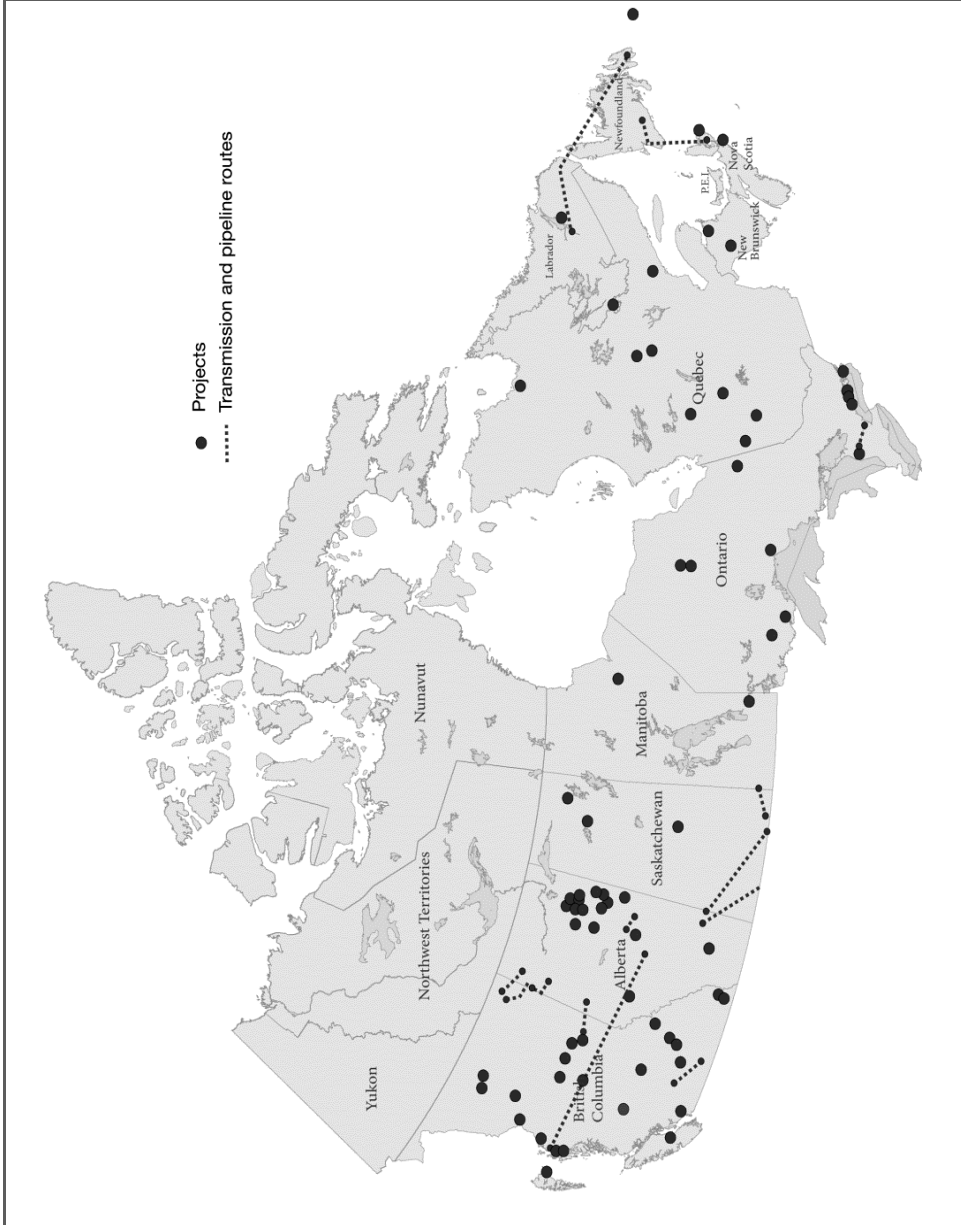 Projects
Transmission and pipeline routes
Yukon
Northwest Territories
Nunavut
British
Columbia
Alberta
Saskatchewan
Manitoba
Ontario
Quebec
Labrador
Newfoundland
P.E.I.
New
Brunswick
Nova
Scotia